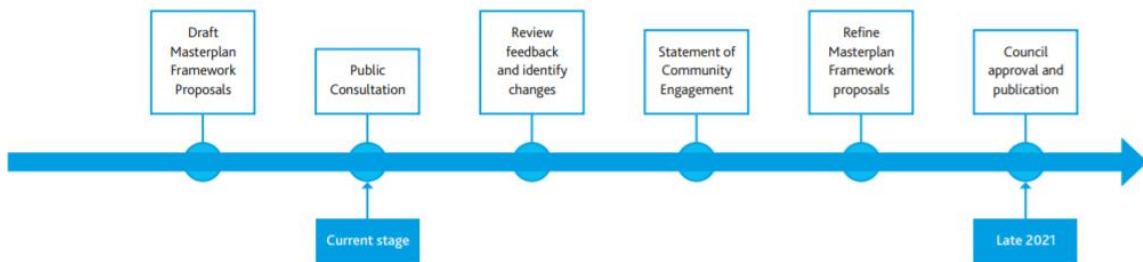 Draft
Masterplan
Framework
Proposals
Public
Consultation
Review
feedback
and identify
changes
Statement of
Community
Engagement
Refine
Masterplan
Framework
proposals
Council
approval and
publication
Current stage
Late 2021